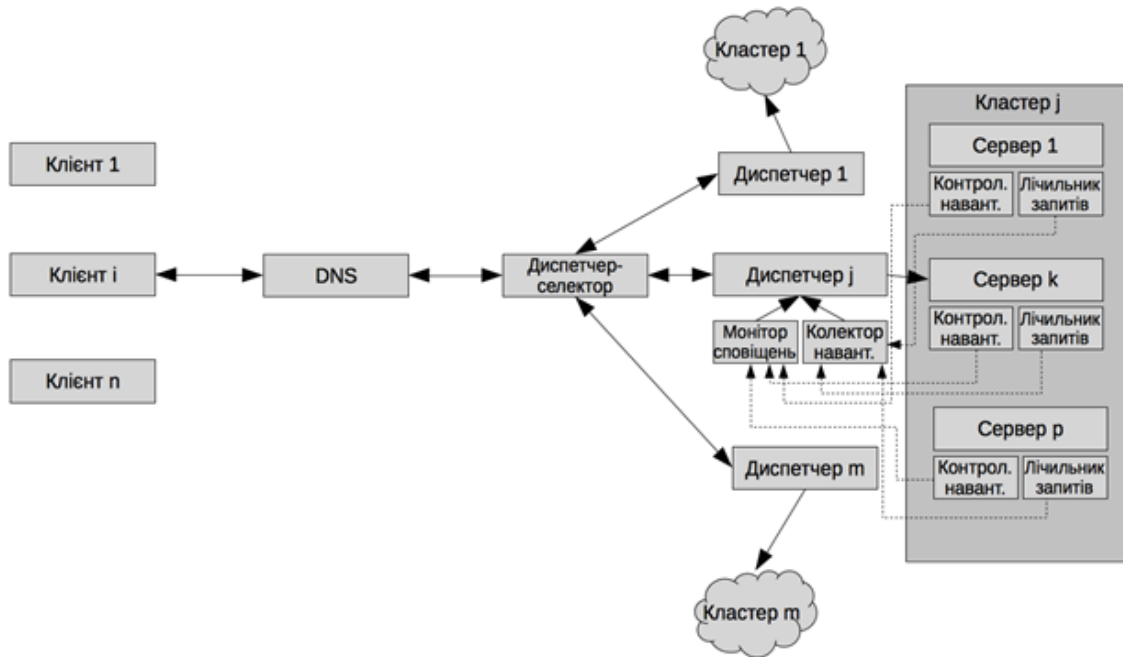 Кластер 1
Кластер j
Сервер 1
Клієнт 1
Диспетчер 1
Контрол.
навант.
Лічильник
запитів
Клієнт i
DNS
Диспетчер-
селектор
Диспетчер j
Сервер k
Монітор
сповіщень
Колектор
навант.
Контрол.
навант.
Лічильник
запитів
Клієнт n
Сервер p
Диспетчер m
Контрол.
навант.
Лічильник
запитів
Кластер m